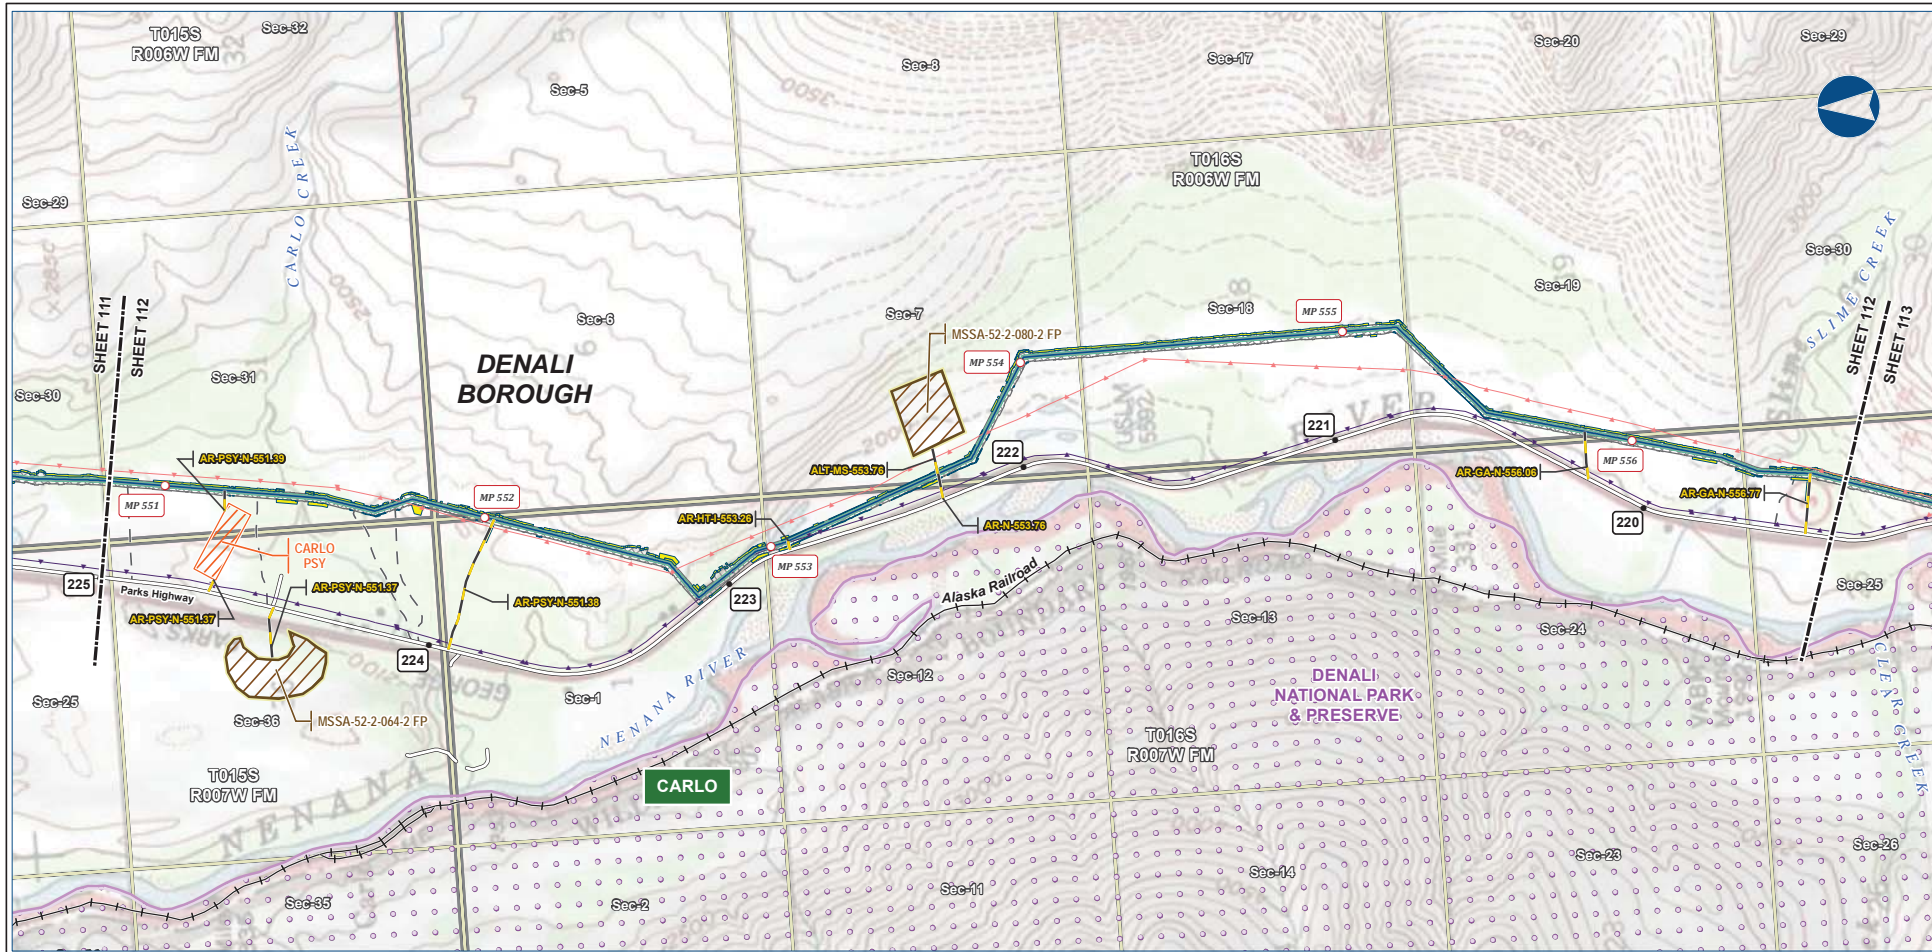 T015S
R006W FM
Sec-32
Sec-5
Sec-8
Sec-17
Sec-20
Sec-29
3500
3500
CARLO CREEK
2500
Sec-29
T016S
R006W FM
3000
SLIME CREEK
Sec-30
Sec-19
Sec-18
Sec-7
Sec-6
Sec-31
Sec-30
SHEET 111
SHEET 112
DENALI
BOROUGH
MSSA-52-2-080-2 FP
MP 555
MP 554
SHEET 112
SHEET 113
AR-PSY-N-551.39
MP 551
MP 552
ALT-MS-553.76
222
221
AR-GA-N-556.06
MP 556
AR-GA-N-556.77
AR-HT-I-553.26
AR-N-553.76
220
CARLO
PSY
MP 553
225
Parks Highway
AR-PSY-N-551.37
AR-PSY-N-551.38
AR-PSY-N-551.37
223
Alaska Railroad
Sec-25
Sec-13
Sec-24
224
Sec-25
Sec-36
MSSA-52-2-064-2 FP
Sec-1
NENANA RIVER
Sec-12
DENALI
NATIONAL PARK
& PRESERVE
CLEAR CREEK
T016S
R007W FM
T015S
R007W FM
CARLO
NENANA
Sec-35
Sec-2
Sec-11
Sec-14
Sec-23
Sec-26